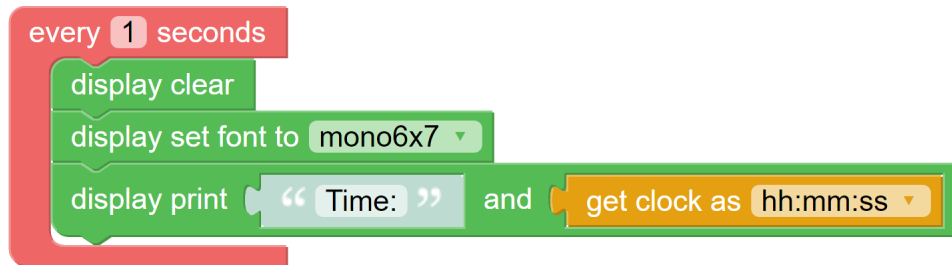 every 1 seconds
display clear
display set font to mono6x7
display print “ Time: ” and get clock as hh:mm:ss